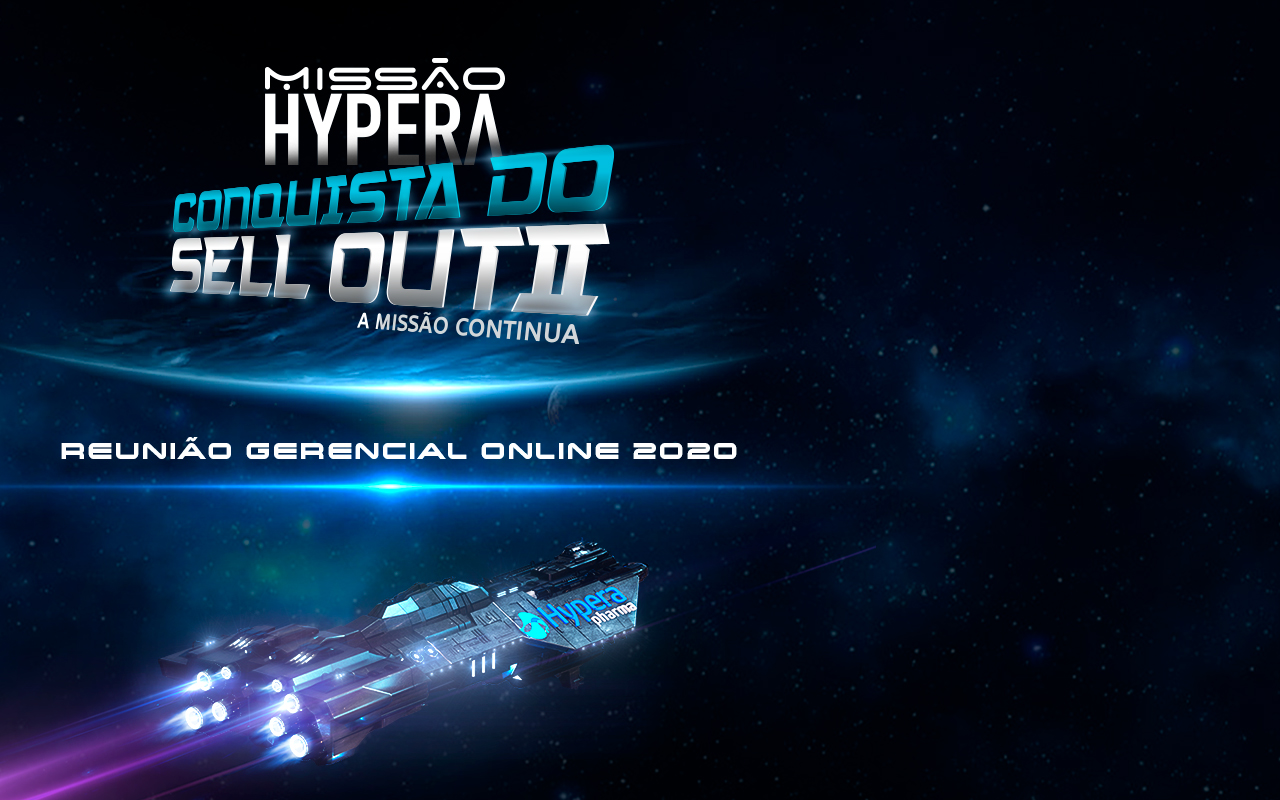 MISSÃO
HYPERA
CONQUISTA DO
SELL OUT II
A MISSÃO CONTINUA
REUNIÃO GERENCIAL ONLINE 2020
Hypera
pharma